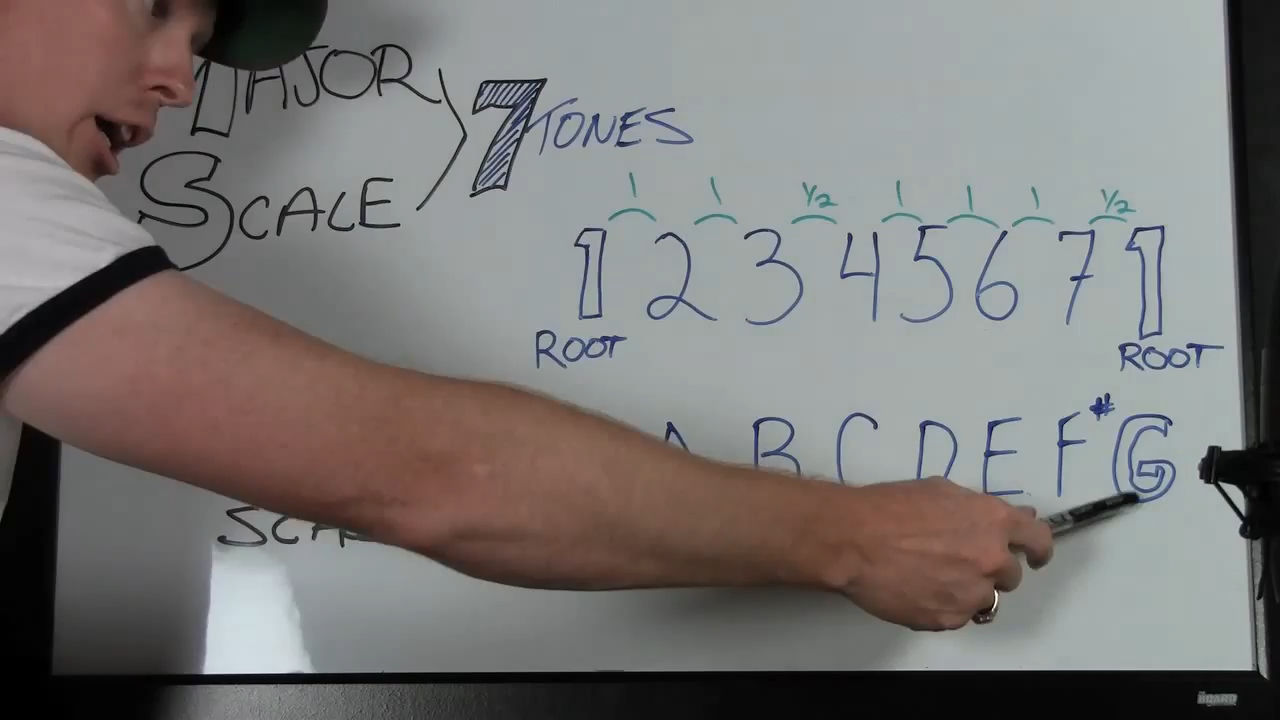 MAJOR
SCALE
7 TONES
1 1 ½ 1 1 1 ½
1 2 3 4 5 6 7 1
ROOT ROOT
A B C D E F# G
BOARD